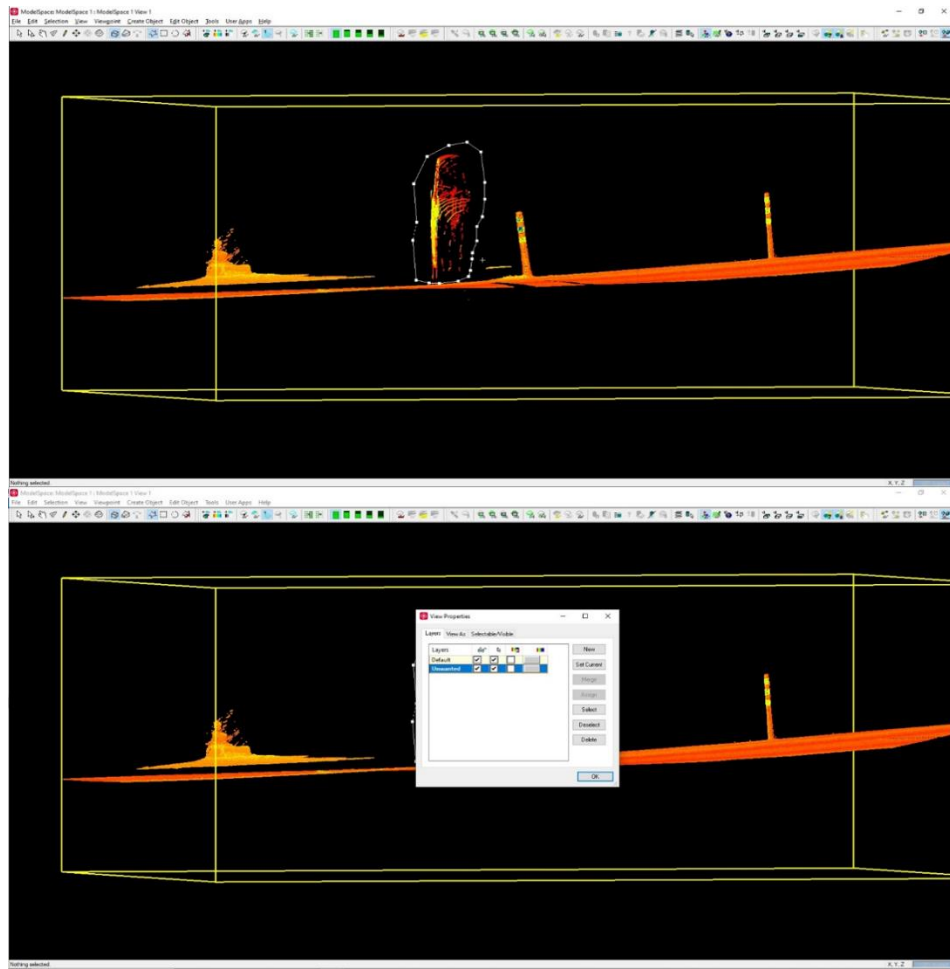 ModelSpace: ModelSpace 1 : ModelSpace 1 View 1
File Edit Selection View Viewpoint Create Object Edit Object Tools User Apps Help
Nothing selected.
X, Y, Z
ModelSpace: ModelSpace 1 : ModelSpace 1 View 1
File Edit Selection View Viewpoint Create Object Edit Object Tools User Apps Help
View Properties
Layers View As Selectable/Visible
Layers
New
Default
Set Current
Unwanted
Merge
Assign
Select
Deselect
Delete
OK
Nothing selected.
X, Y, Z